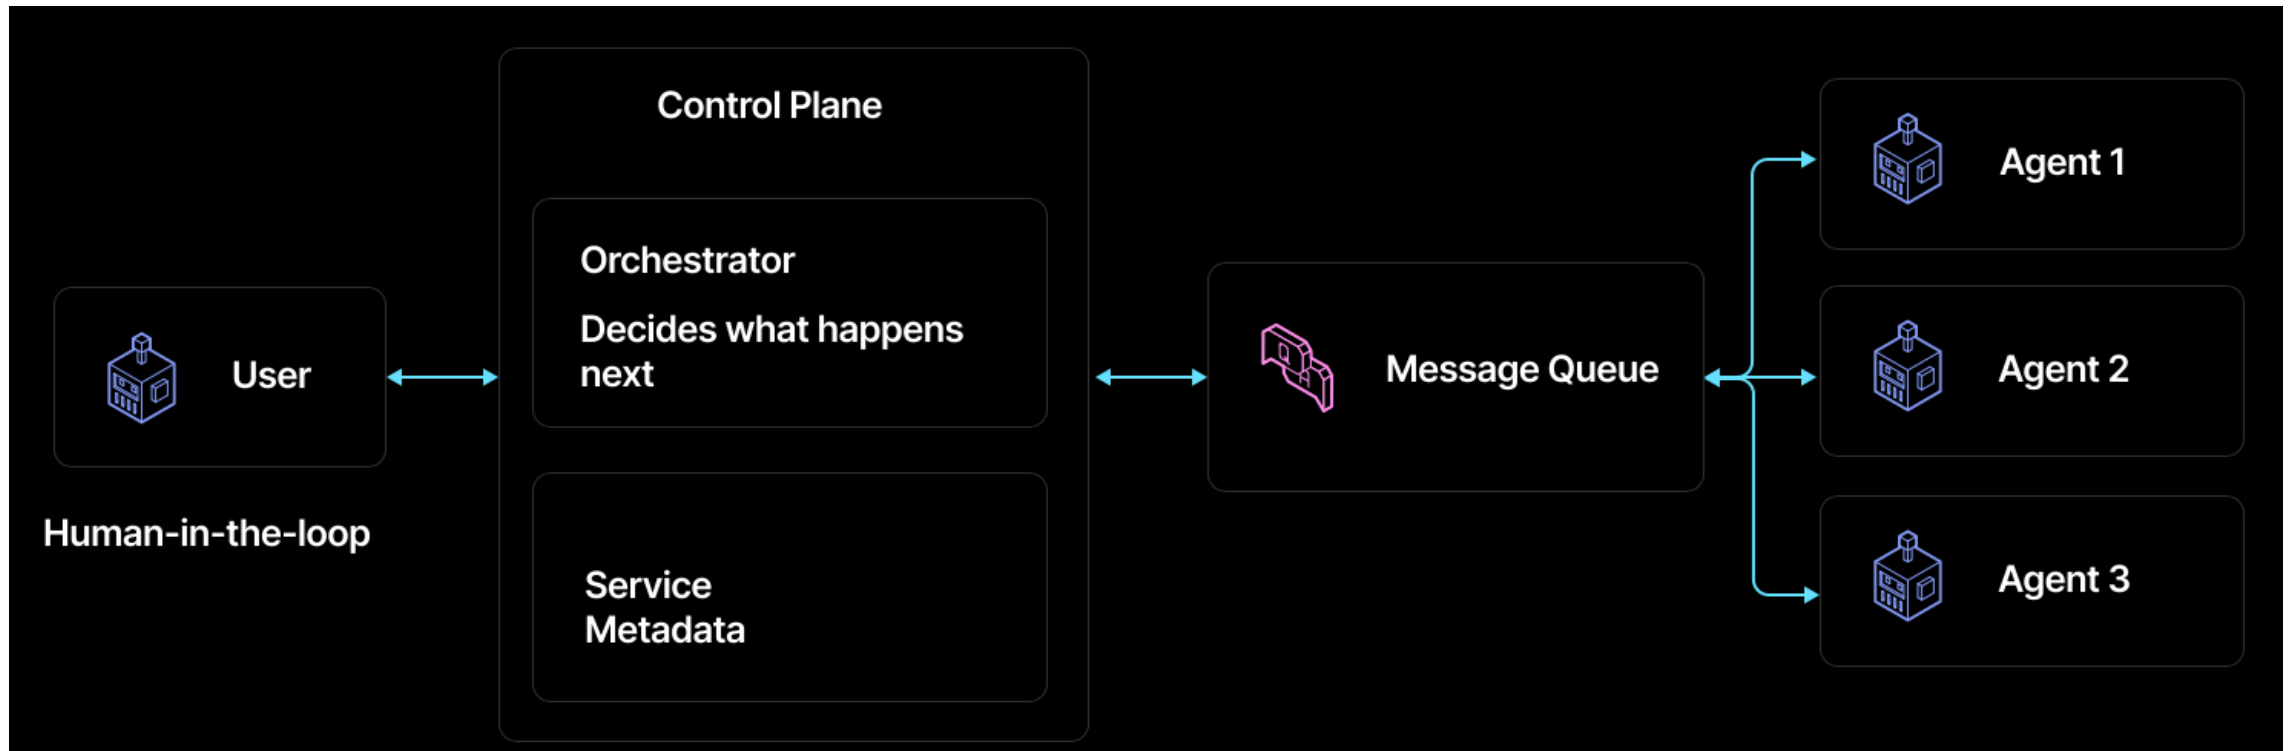 Control Plane
Orchestrator
Decides what happens
next
Service
Metadata
User
Human-in-the-loop
Message Queue
Agent 1
Agent 2
Agent 3